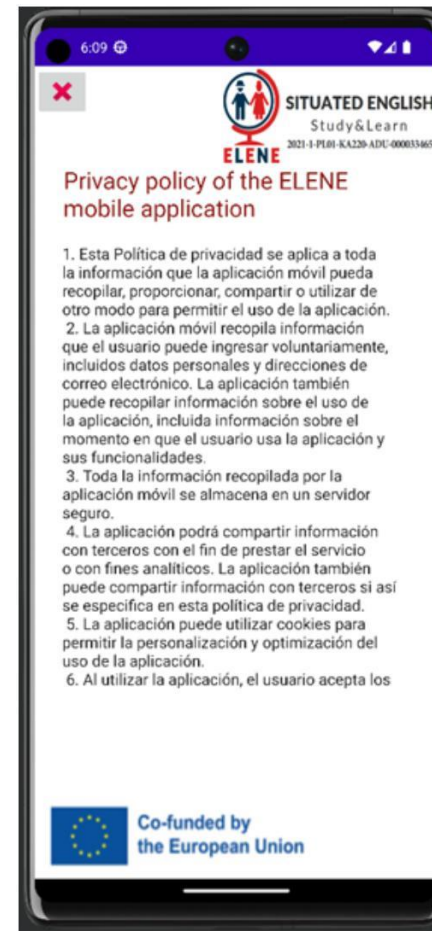 6:09
SITUATED ENGLISH
Study&Learn
2021-1-PL01-KA220-ADU-000033465
ELENE
Privacy policy of the ELENE
mobile application
1. Esta Política de privacidad se aplica a toda
la información que la aplicación móvil pueda
recopilar, proporcionar, compartir o utilizar de
otro modo para permitir el uso de la aplicación.
2. La aplicación móvil recopila información
que el usuario puede ingresar voluntariamente,
incluidos datos personales y direcciones de
correo electrónico. La aplicación también
puede recopilar información sobre el uso de
la aplicación, incluida información sobre el
momento en que el usuario usa la aplicación y
sus funcionalidades.
3. Toda la información recopilada por la
aplicación móvil se almacena en un servidor
seguro.
4. La aplicación podrá compartir información
con terceros con el fin de prestar el servicio
o con fines analíticos. La aplicación también
puede compartir información con terceros si así
se especifica en esta política de privacidad.
5. La aplicación puede utilizar cookies para
permitir la personalización y optimización del
uso de la aplicación.
6. Al utilizar la aplicación, el usuario acepta los
Co-funded by
the European Union